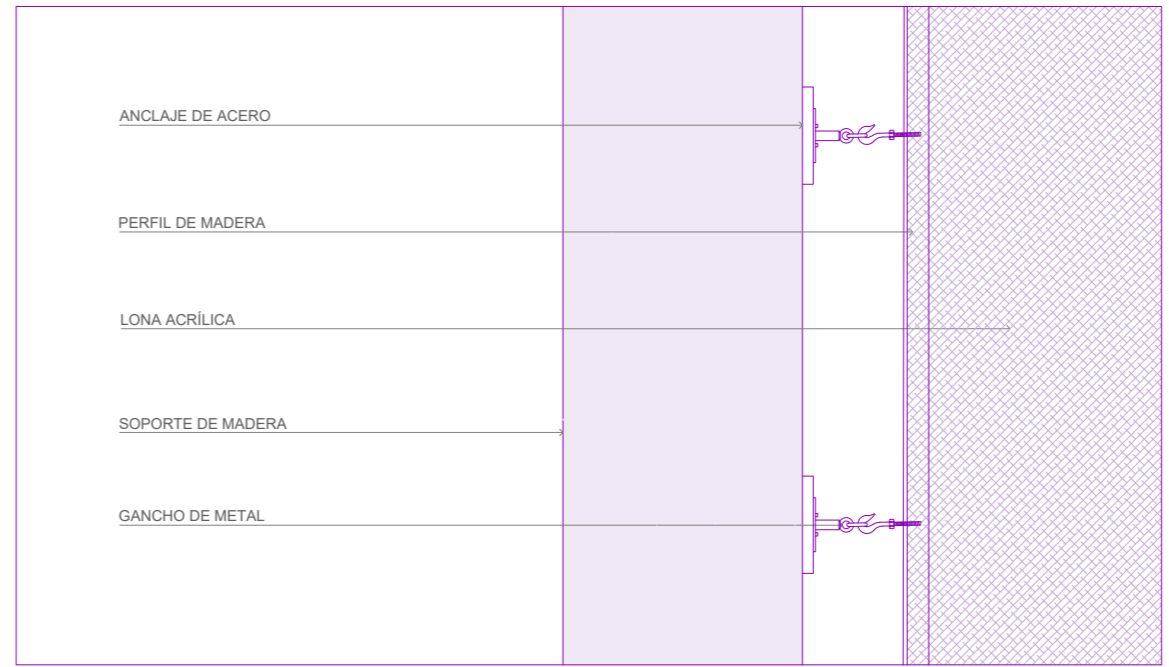 ANCLAJE DE ACERO
PERFIL DE MADERA
LONA ACRÍLICA
SOPORTE DE MADERA
GANCHO DE METAL